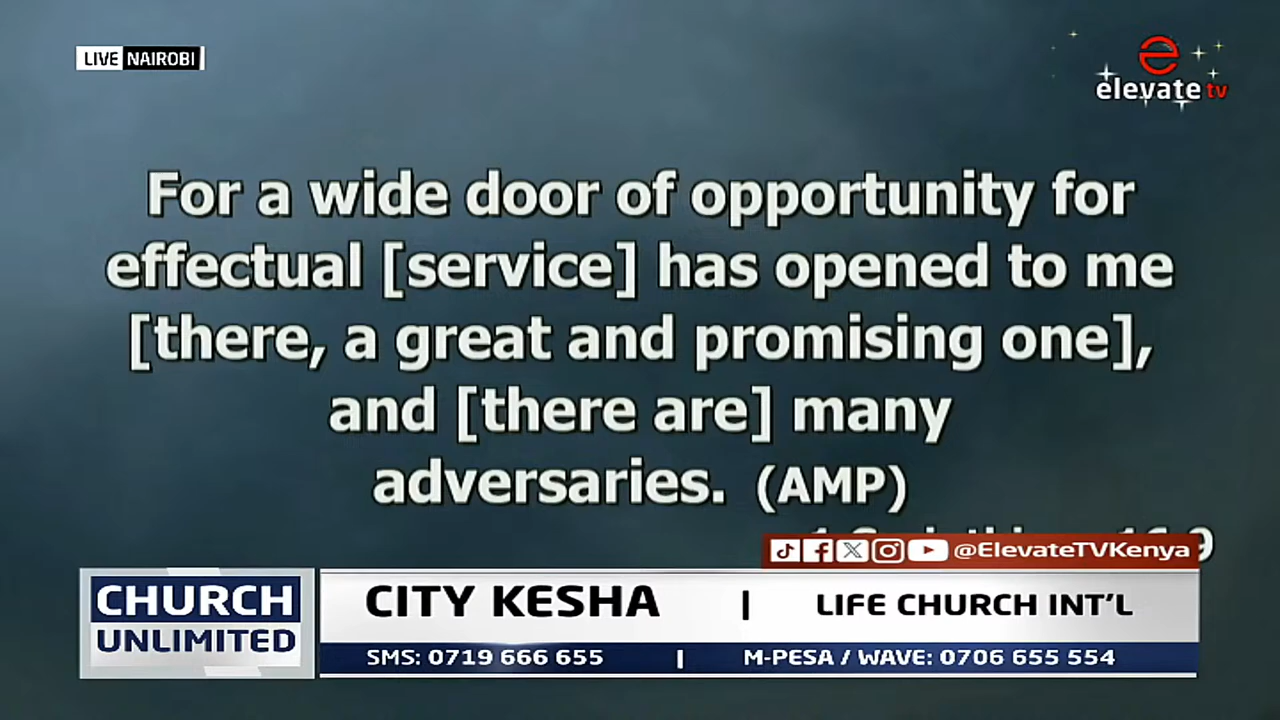 LIVE NAIROBI
elevate tv
For a wide door of opportunity for
effectual [service] has opened to me
[there, a great and promising one],
and [there are] many
adversaries. (AMP)
@ElevateTVKenya
CHURCH
UNLIMITED
CITY KESHA | LIFE CHURCH INT'L
SMS: 0719 666 655 | M-PESA / WAVE: 0706 655 554